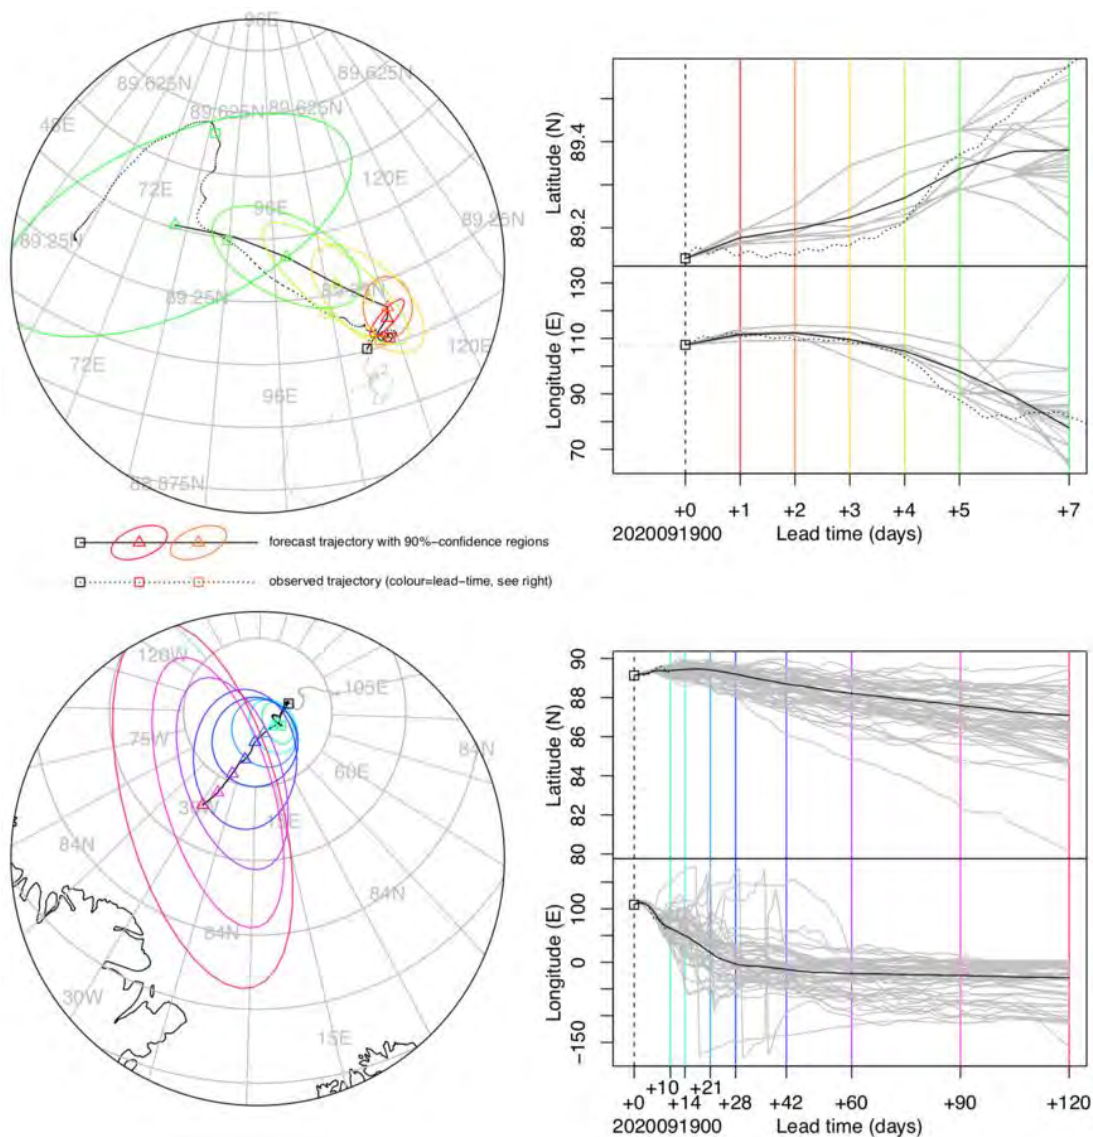 96E
89.625N
89.625N
89.625N
89.625N
48E
72E
120E
96E
89.25N
89.25N
89.25N
120E
72E
96E
88.875N
Latitude (N)
89.4
89.2
Longitude (E)
130
110
90
70
+0
+1
+2
+3
+4
+5
+7
2020091900
Lead time (days)
forecast trajectory with 90%−confidence regions
observed trajectory (colour=lead−time, see right)
120W
105E
75W
84N
60E
30W
15E
84N
84N
84N
30W
15E
Latitude (N)
90
88
86
84
82
80
Longitude (E)
100
0
−150
+10
+21
+0
+14
+28
+42
+60
+90
+120
2020091900
Lead time (days)